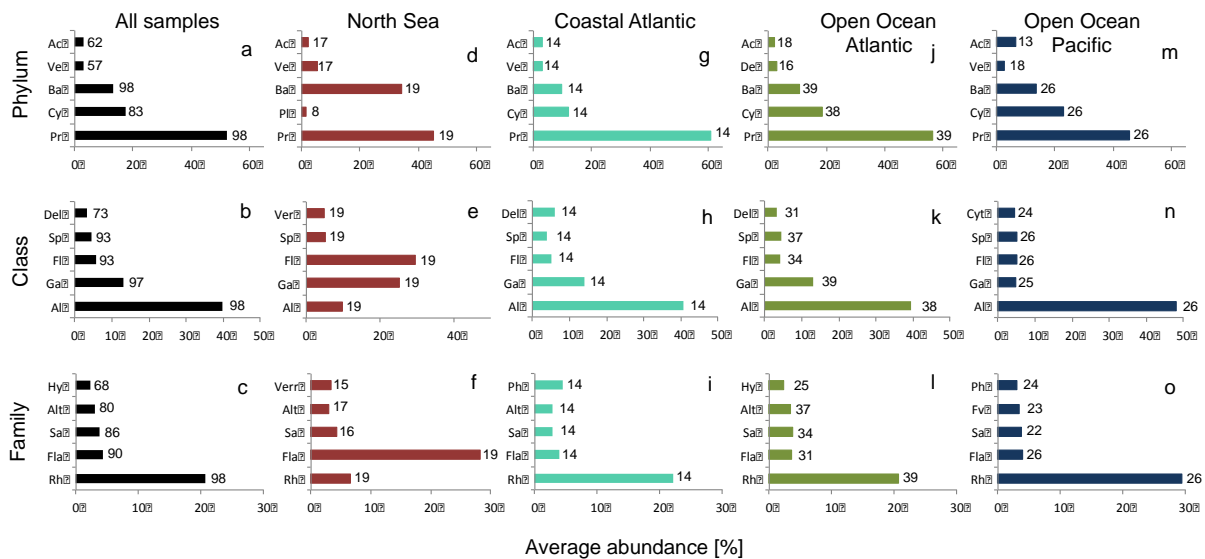 All samples
North Sea
Coastal Atlantic
Open Ocean
Atlantic
Open Ocean
Pacific
Phylum
a
Ac⍰ 62
Ve⍰ 57
Ba⍰ 98
Cy⍰ 83
Pr⍰ 98
0⍰ 20⍰ 40⍰ 60⍰
d
Ac⍰ 17
Ve⍰ 17
Ba⍰ 19
Pl⍰ 8
Pr⍰ 19
0⍰ 20⍰ 40⍰ 60⍰
g
Ac⍰ 14
Ve⍰ 14
Ba⍰ 14
Cy⍰ 14
Pr⍰ 14
0⍰ 20⍰ 40⍰ 60⍰
j
Ac⍰ 18
De⍰ 16
Ba⍰ 39
Cy⍰ 38
Pr⍰ 39
0⍰ 20⍰ 40⍰ 60⍰
m
Ac⍰ 13
Ve⍰ 18
Ba⍰ 26
Cy⍰ 26
Pr⍰ 26
0⍰ 20⍰ 40⍰ 60⍰
Class
b
Del⍰ 73
Sp⍰ 93
Fl⍰ 93
Ga⍰ 97
Al⍰ 98
0⍰ 10⍰ 20⍰ 30⍰ 40⍰ 50⍰
e
Ver⍰ 19
Sp⍰ 19
Fl⍰ 19
Ga⍰ 19
Al⍰ 19
0⍰ 20⍰ 40⍰
h
Del⍰ 14
Sp⍰ 14
Fl⍰ 14
Ga⍰ 14
Al⍰ 14
0⍰ 10⍰ 20⍰ 30⍰ 40⍰ 50⍰
k
Del⍰ 31
Sp⍰ 37
Fl⍰ 34
Ga⍰ 39
Al⍰ 38
0⍰ 10⍰ 20⍰ 30⍰ 40⍰ 50⍰
n
Cyt⍰ 24
Sp⍰ 26
Fl⍰ 26
Ga⍰ 25
Al⍰ 26
0⍰ 10⍰ 20⍰ 30⍰ 40⍰ 50⍰
Family
c
Hy⍰ 68
Alt⍰ 80
Sa⍰ 86
Fla⍰ 90
Rh⍰ 98
0⍰ 10⍰ 20⍰ 30⍰
f
Verr⍰ 15
Alt⍰ 17
Sa⍰ 16
Fla⍰ 19
Rh⍰ 19
0⍰ 10⍰ 20⍰ 30⍰
i
Ph⍰ 14
Alt⍰ 14
Sa⍰ 14
Fla⍰ 14
Rh⍰ 14
0⍰ 10⍰ 20⍰ 30⍰
l
Hy⍰ 25
Alt⍰ 37
Sa⍰ 34
Fla⍰ 31
Rh⍰ 39
0⍰ 10⍰ 20⍰ 30⍰
o
Ph⍰ 24
Fv⍰ 23
Sa⍰ 22
Fla⍰ 26
Rh⍰ 26
0⍰ 10⍰ 20⍰ 30⍰
Average abundance [%]